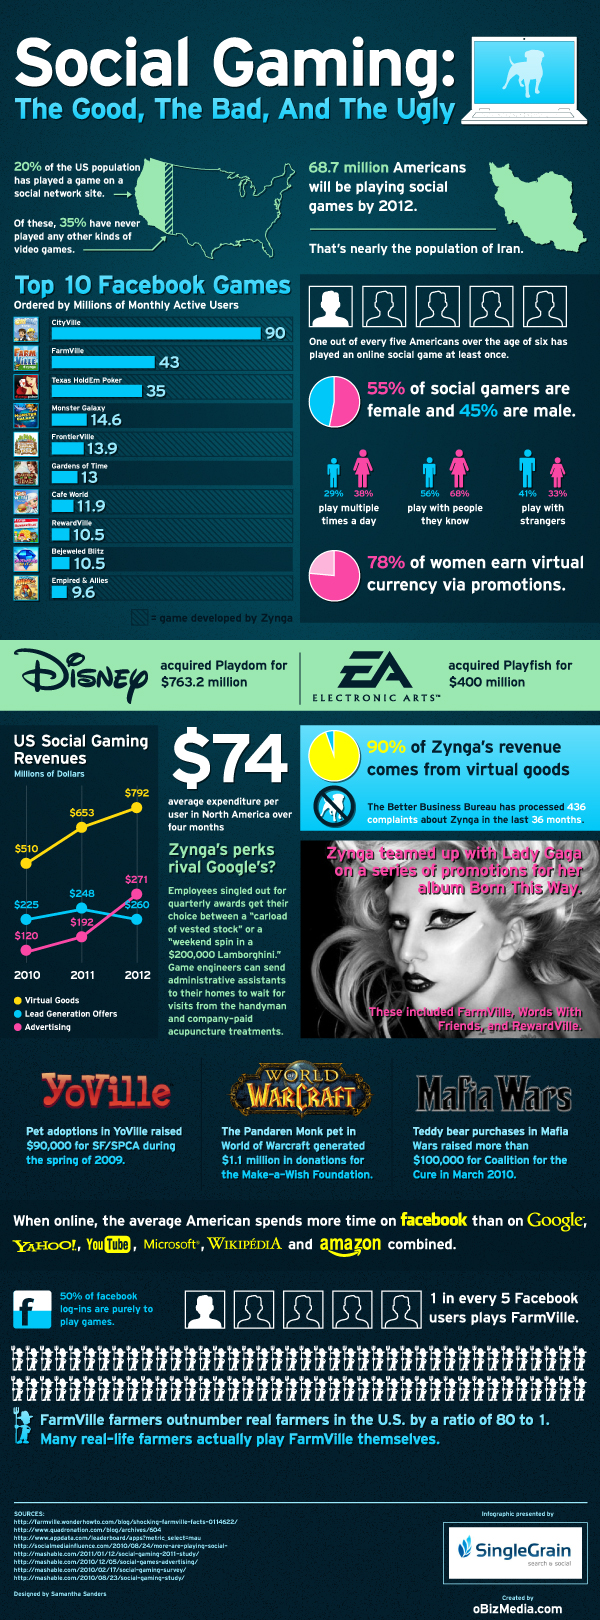 Social Gaming:
The Good, The Bad, And The Ugly
20% of the US population
has played a game on a
social network site.
Of these, 35% have never
played any other kinds of
video games.
68.7 million Americans
will be playing social
games by 2012.
That's nearly the population of Iran.
Top 10 Facebook Games
Ordered by Millions of Monthly Active Users
CityVille
90
FarmVille
43
Texas HoldEm Poker
35
Monster Galaxy
14.6
FrontierVille
13.9
Gardens of Time
13
Cafe World
11.9
RewardVille
10.5
Bejeweled Blitz
10.5
Empire & Allies
9.6
= game developed by Zynga
One out of every five Americans over the age of six has
played an online social game at least once.
55% of social gamers are
female and 45% are male.
29% 38%
play multiple
times a day
56% 68%
play with people
they know
41% 33%
play with
strangers
78% of women earn virtual
currency via promotions.
DISNEY
acquired Playdom for
$763.2 million
EA
ELECTRONIC ARTS™
acquired Playfish for
$400 million
US Social Gaming
Revenues
Millions of Dollars
$792
$653
$510
$271
$248
$225
$260
$192
$120
2010 2011 2012
Virtual Goods
Lead Generation Offers
Advertising
$74
average expenditure per
user in North America over
four months
Zynga's perks
rival Google's?
Employees singled out for
quarterly awards get their
choice between a "carload
of vested stock" or a
"weekend spin in a
$200,000 Lamborghini."
Game engineers can send
administrative assistants
to their homes to wait for
visits from the handyman
and company-paid
acupuncture treatments.
90% of Zynga's revenue
comes from virtual goods
The Better Business Bureau has processed 436
complaints about Zynga in the last 36 months.
Zynga teamed up with Lady Gaga
on a series of promotions for her
album Born This Way.
These included FarmVille, Words With
Friends, and RewardVille.
YoVille
Pet adoptions in YoVille raised
$90,000 for SF/SPCA during
the spring of 2009.
WORLD
OF
WARCRAFT
The Pandaren Monk pet in
World of Warcraft generated
$1.1 million in donations for
the Make-a-Wish Foundation.
Mafia Wars
Teddy bear purchases in Mafia
Wars raised more than
$100,000 for Coalition for the
Cure in March 2010.
When online, the average American spends more time on facebook than on Google,
YAHOO!, YouTube, Microsoft®, WIKIPEDIA and amazon combined.
f
50% of facebook
log-ins are purely to
play games.
1 in every 5 Facebook
users plays FarmVille.
FarmVille farmers outnumber real farmers in the U.S. by a ratio of 80 to 1.
Many real-life farmers actually play FarmVille themselves.
SOURCES:
http://farmville.wonderhowto.com/blog/shocking-farmville-facts-0114622/
http://www.quadronation.com/blog/archives/604
http://www.appdata.com/leaderboard/apps?metric_select=mau
http://socialmediainfluence.com/2010/08/24/more-are-playing-social-
http://mashable.com/2011/01/12/social-gaming-2011-study/
http://mashable.com/2010/12/05/social-games-advertising/
http://mashable.com/2010/02/17/social-gaming-survey/
http://mashable.com/2010/08/23/social-gaming-study/
Designed by Samantha Sanders
Infographic presented by
SingleGrain
search & social
Created by
oBizMedia.com